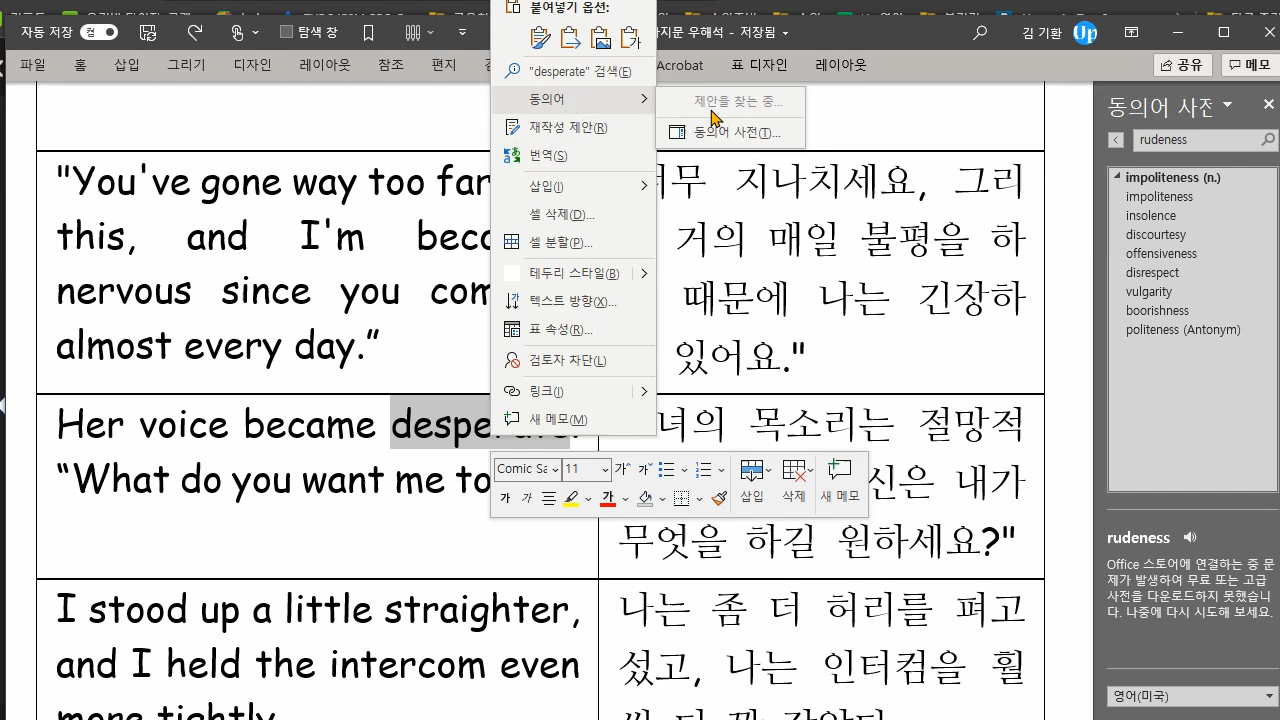 붙여넣기 옵션:
자동 저장 켬 탐색 창 지문 우해석 - 저장됨 김 기환 Up
파일 홈 삽입 그리기 디자인 레이아웃 참조 편지 Acrobat 표 디자인 레이아웃 공유 메모
"desperate" 검색(E)
동의어
제안을 찾는 중...
동의어 사전(T)...
재작성 제안(R)
번역(S)
삽입(I)
셀 삭제(D)...
셀 분할(P)...
테두리 스타일(B)
텍스트 방향(X)...
표 속성(R)...
검토자 차단(L)
링크(I)
새 메모(M)
Comic Sa 11 가 가
가 가 가 삽입 삭제 새 메모
"You've gone way too far
this, and I'm beco
nervous since you com
almost every day.”
무 지나치세요, 그리
거의 매일 불평을 하
때문에 나는 긴장하
있어요."
Her voice became desperate.
“What do you want me to
녀의 목소리는 절망적
신은 내가
무엇을 하길 원하세요?"
I stood up a little straighter,
and I held the intercom even
more tightly
나는 좀 더 허리를 펴고
섰고, 나는 인터컴을 훨
동의어 사전
rudeness
impoliteness (n.)
impoliteness
insolence
discourtesy
offensiveness
disrespect
vulgarity
boorishness
politeness (Antonym)
rudeness
Office 스토어에 연결하는 중 문
제가 발생하여 무료 또는 고급
사전을 다운로드하지 못했습니
다. 나중에 다시 시도해 보세요.
영어(미국)